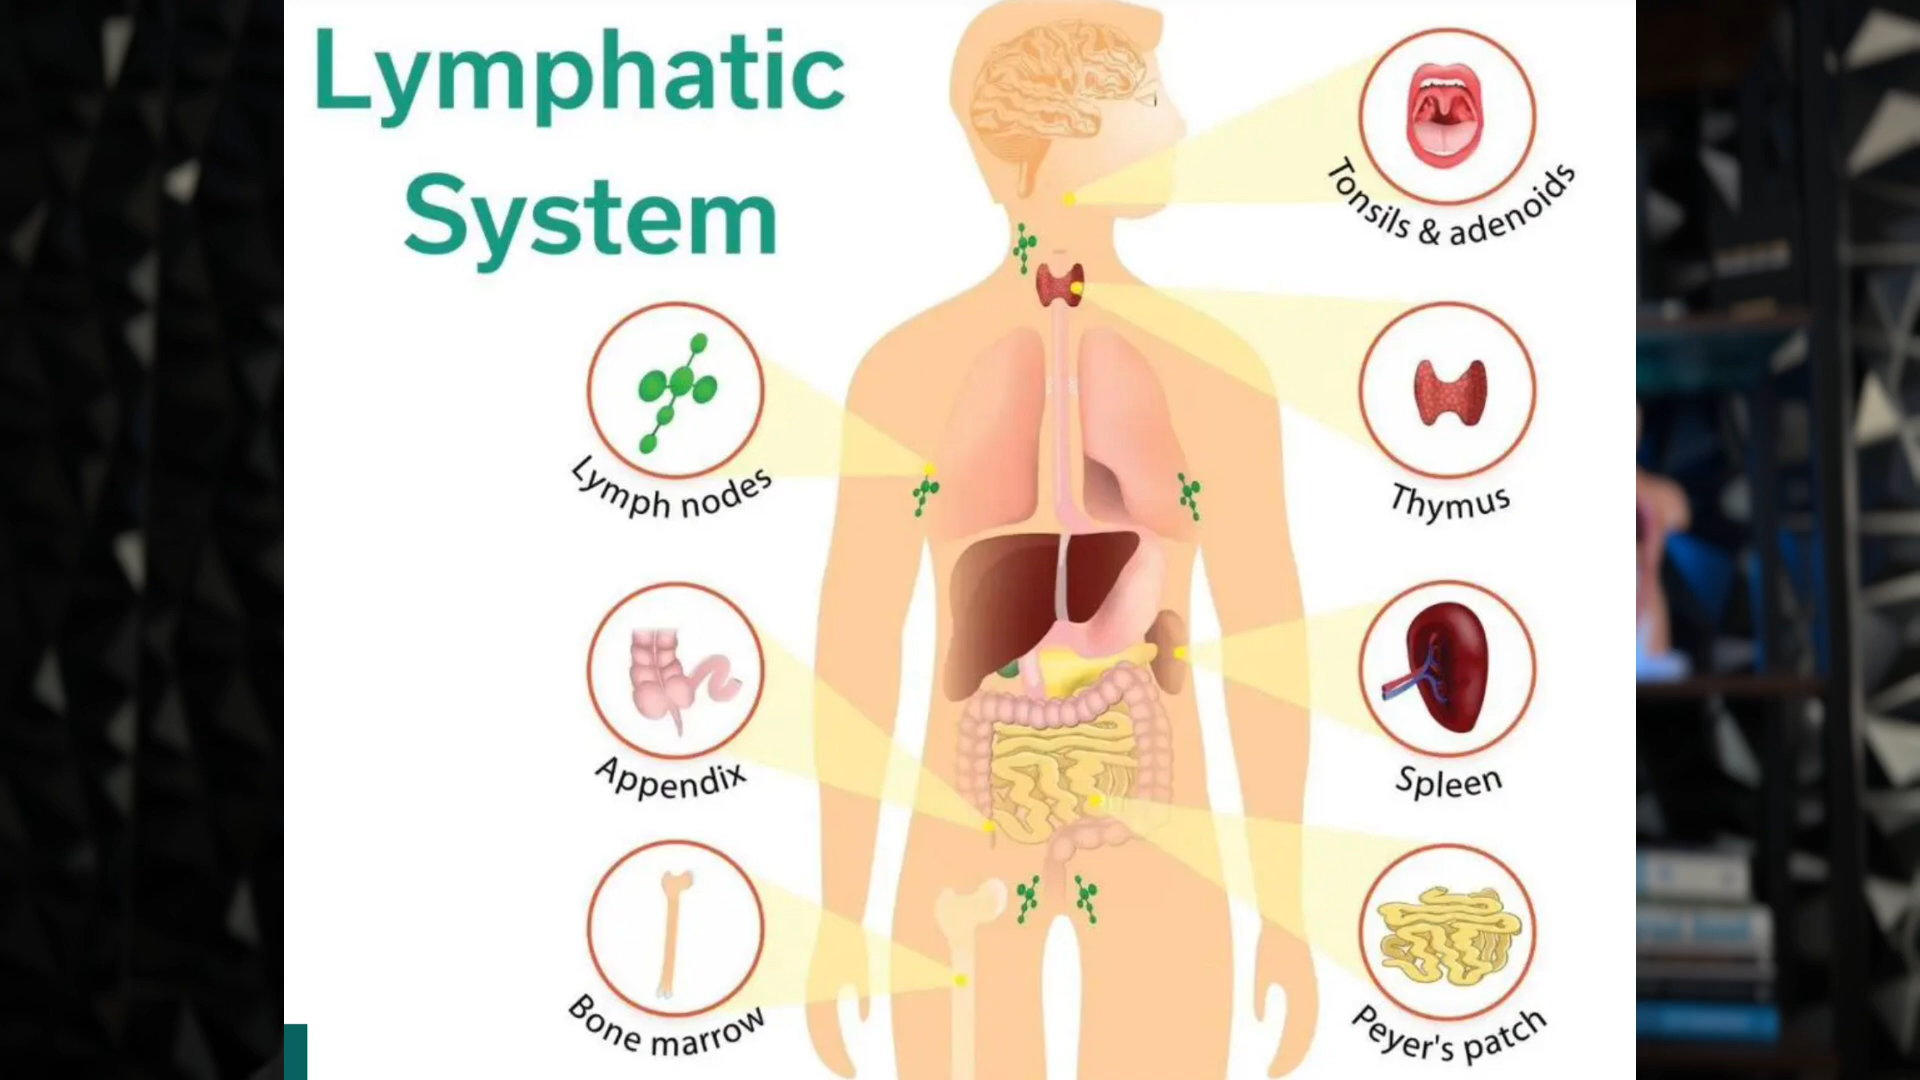 Lymphatic
System
Tonsils & adenoids
Lymph nodes
Thymus
Appendix
Spleen
Bone marrow
Peyer's patch